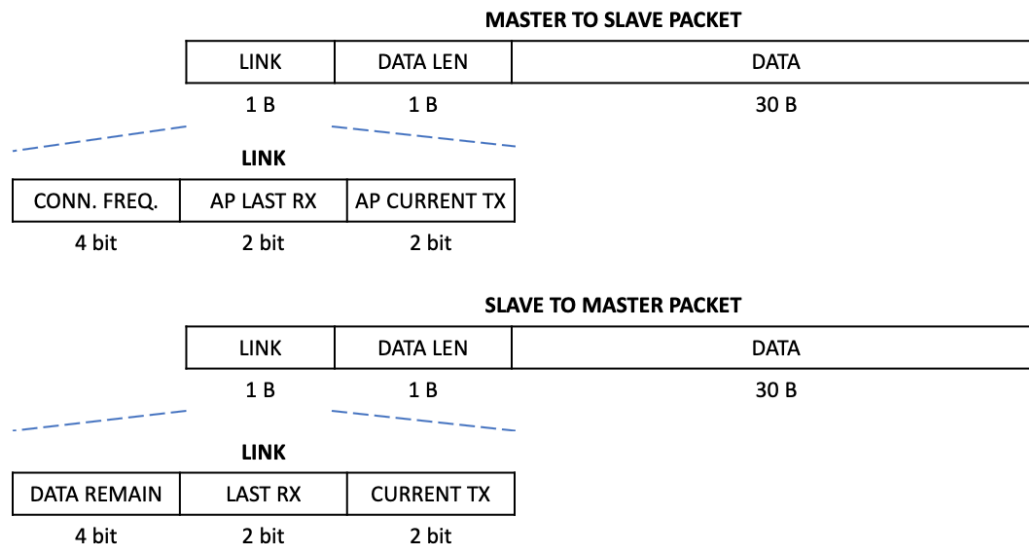 MASTER TO SLAVE PACKET
LINK DATA LEN DATA
1 B 1 B 30 B
LINK
CONN. FREQ. AP LAST RX AP CURRENT TX
4 bit 2 bit 2 bit
SLAVE TO MASTER PACKET
LINK DATA LEN DATA
1 B 1 B 30 B
LINK
DATA REMAIN LAST RX CURRENT TX
4 bit 2 bit 2 bit